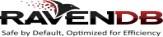 RAVENDB
Safe by Default, Optimized for Efficiency